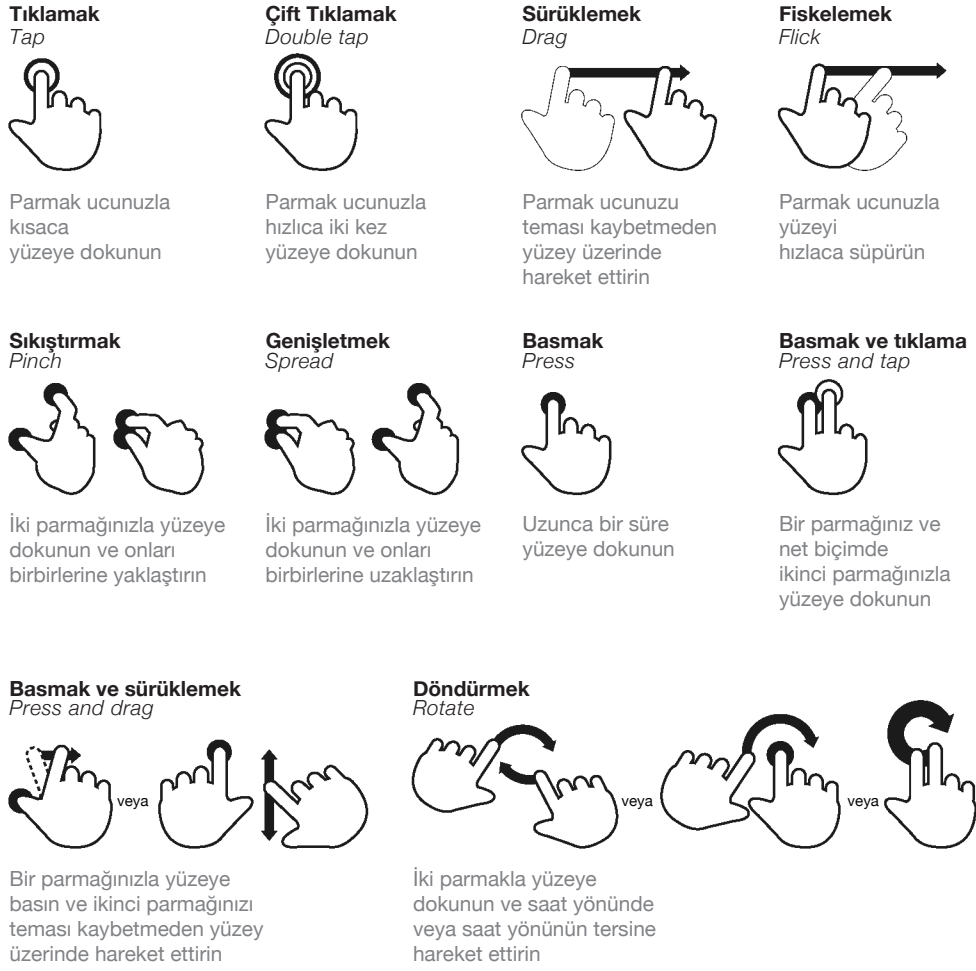 Tıklamak
Tap
Parmak ucunuzla
kısaca
yüzeye dokunun
Çift Tıklamak
Double tap
Parmak ucunuzla
hızlıca iki kez
yüzeye dokunun
Sürüklemek
Drag
Parmak ucunuzu
teması kaybetmeden
yüzey üzerinde
hareket ettirin
Fiskelemek
Flick
Parmak ucunuzla
yüzeyi
hızlaca süpürün
Sıkıştırmak
Pinch
İki parmağınızla yüzeye
dokunun ve onları
birbirlerine yaklaştırın
Genişletmek
Spread
İki parmağınızla yüzeye
dokunun ve onları
birbirlerine uzaklaştırın
Basmak
Press
Uzunca bir süre
yüzeye dokunun
Basmak ve tıklama
Press and tap
Bir parmağınız ve
net biçimde
ikinci parmağınızla
yüzeye dokunun
Basmak ve sürüklemek
Press and drag
veya
Bir parmağınızla yüzeye
basın ve ikinci parmağınızı
teması kaybetmeden yüzey
üzerinde hareket ettirin
Döndürmek
Rotate
veya
veya
İki parmakla yüzeye
dokunun ve saat yönünde
veya saat yönünün tersine
hareket ettirin